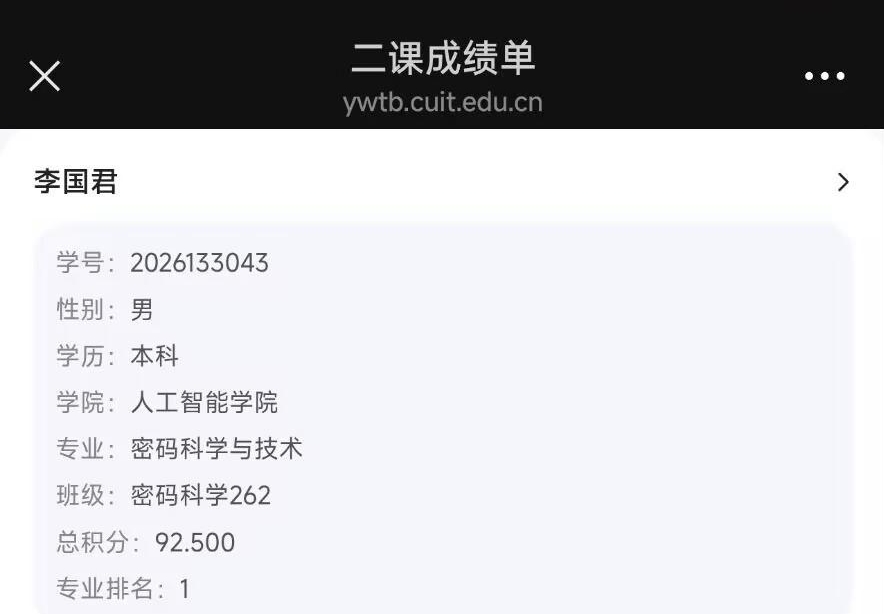 二课成绩单
ywtb.cuit.edu.cn
李国君
学号：2026133043
性别：男
学历：本科
学院：人工智能学院
专业：密码科学与技术
班级：密码科学262
总积分：92.500
专业排名：1